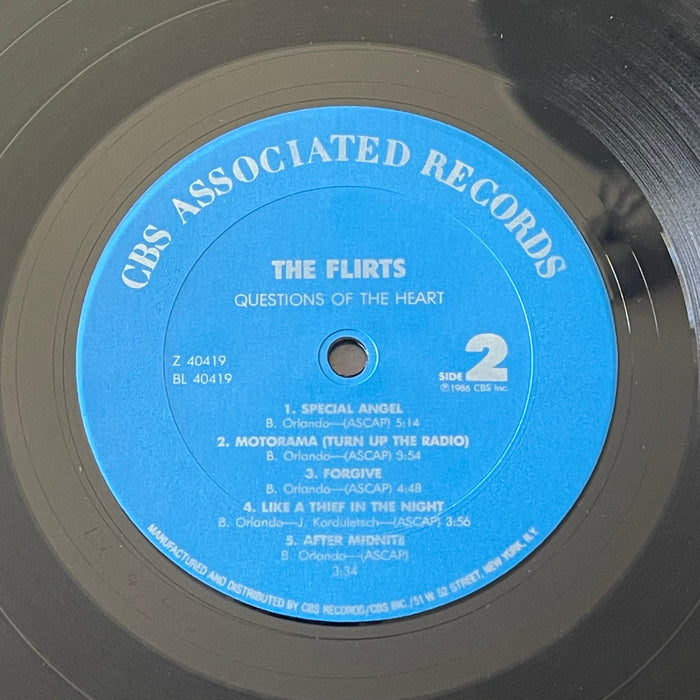 CBS ASSOCIATED RECORDS
THE FLIRTS
QUESTIONS OF THE HEART
Z 40419
BL 40419
SIDE 2
℗1986 CBS Inc.
1. SPECIAL ANGEL
B. Orlando—(ASCAP) 5:14
2. MOTORAMA (TURN UP THE RADIO)
B. Orlando—(ASCAP) 3:54
3. FORGIVE
B. Orlando—(ASCAP) 4:48
4. LIKE A THIEF IN THE NIGHT
B. Orlando—J. Karduletsch—(ASCAP) 3:56
5. AFTER MIDNITE
B. Orlando—(ASCAP)
3:34
MANUFACTURED AND DISTRIBUTED BY CBS RECORDS/CBS INC./51 W. 52 STREET, NEW YORK, N.Y.